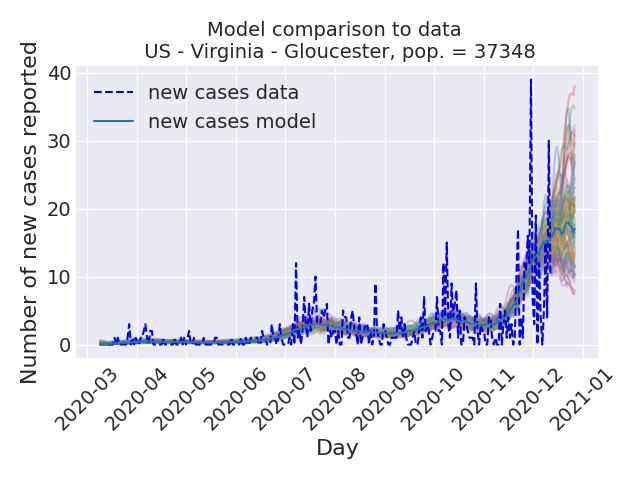 Model comparison to data
US - Virginia - Gloucester, pop. = 37348
Number of new cases reported
40
30
20
10
0
new cases data
new cases model
2020-03
2020-04
2020-05
2020-06
2020-07
2020-08
2020-09
2020-10
2020-11
2020-12
2021-01
Day